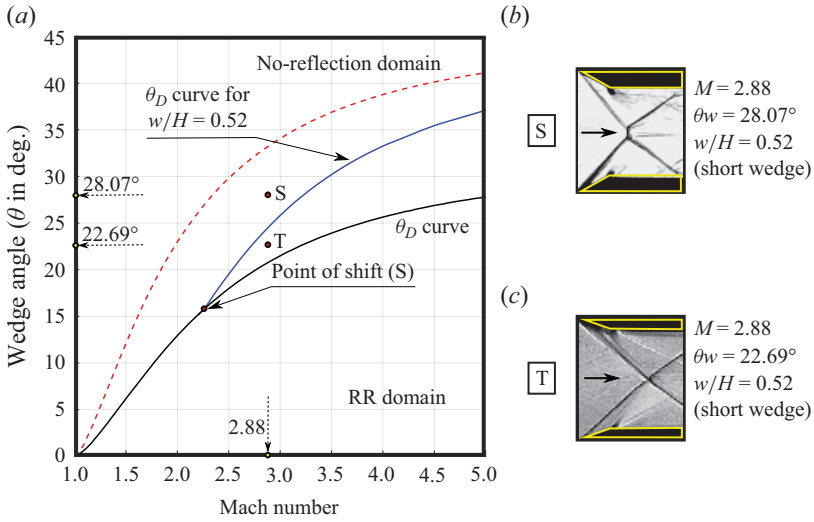 (a)
45
40
35
30
25
20
15
10
5
0
Wedge angle (θ in deg.)
No-reflection domain
θD curve for
w/H = 0.52
28.07°
22.69°
S
T
θD curve
Point of shift (S)
RR domain
2.88
1.0 1.5 2.0 2.5 3.0 3.5 4.0 4.5 5.0
Mach number
(b)
S
M = 2.88
θw = 28.07°
w/H = 0.52
(short wedge)
(c)
T
M = 2.88
θw = 22.69°
w/H = 0.52
(short wedge)